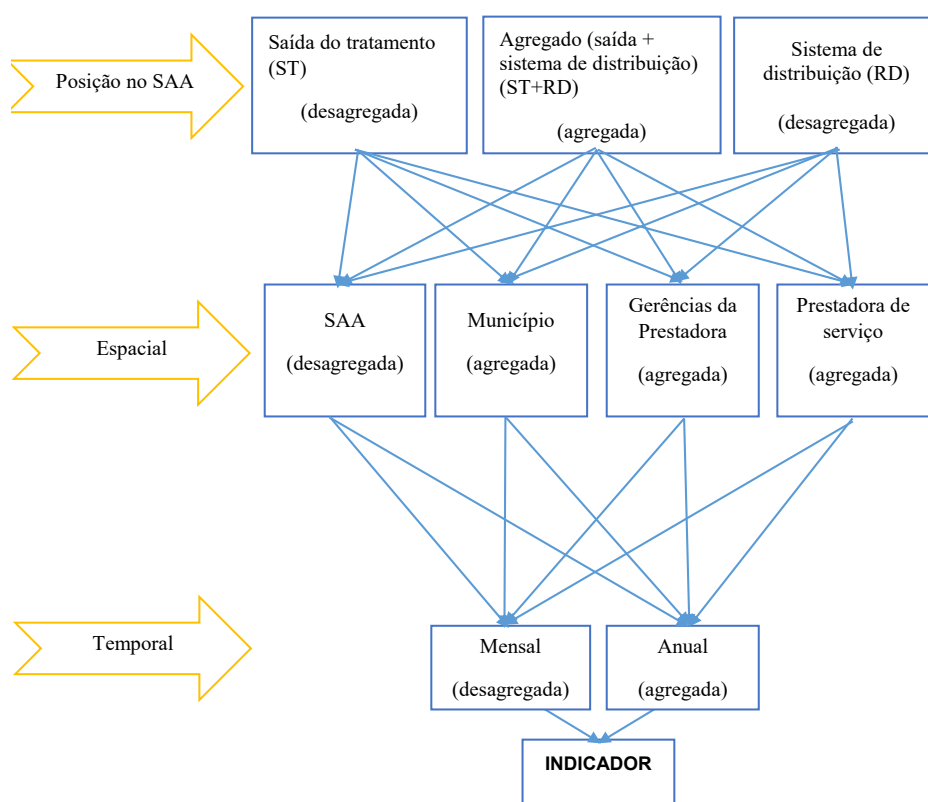 Posição no SAA
Saída do tratamento
(ST)
(desagregada)
Agregado (saída +
sistema de distribuição)
(ST+RD)
(agregada)
Sistema de
distribuição (RD)
(desagregada)
Espacial
SAA
(desagregada)
Município
(agregada)
Gerências da
Prestadora
(agregada)
Prestadora de
serviço
(agregada)
Temporal
Mensal
(desagregada)
Anual
(agregada)
INDICADOR